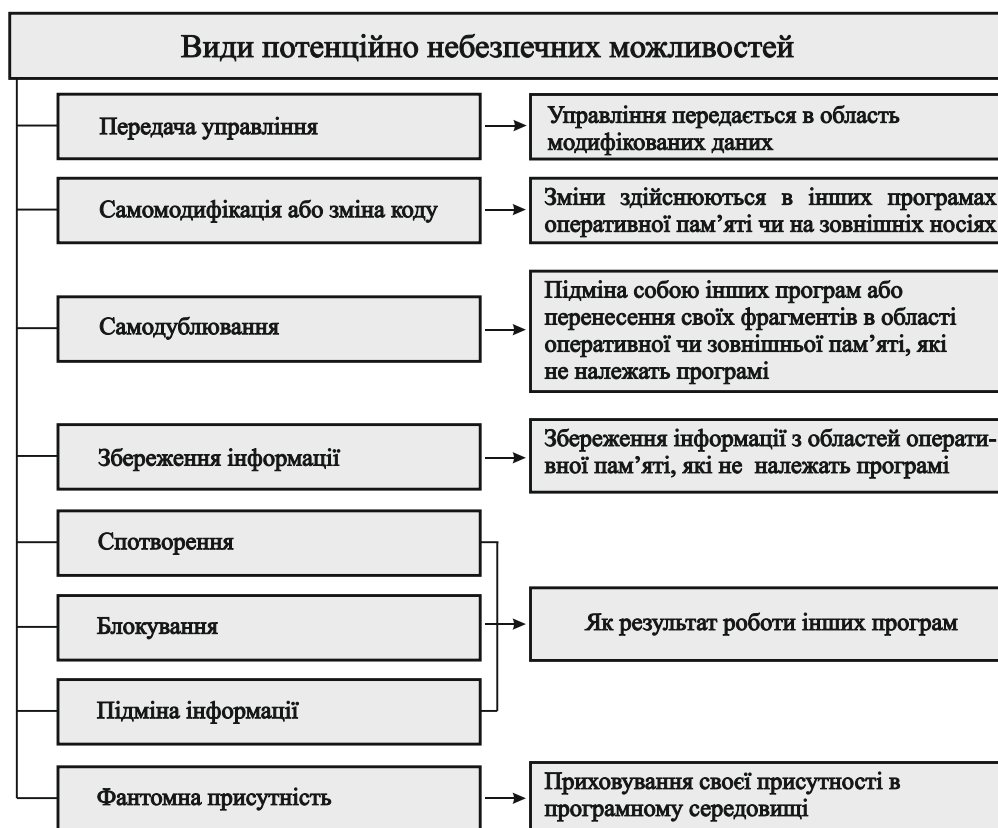 Види потенційно небезпечних можливостей
Передача управління
Управління передається в область
модифікованих даних
Самомодифікація або зміна коду
Зміни здійснюються в інших програмах
оперативної пам’яті чи на зовнішніх носіях
Самодублювання
Підміна собою інших програм або
перенесення своїх фрагментів в області
оперативної чи зовнішньої пам’яті, які
не належать програмі
Збереження інформації
Збереження інформації з областей операти-
вної пам’яті, які не належать програмі
Спотворення
Блокування
Підміна інформації
Як результат роботи інших програм
Фантомна присутність
Приховування своєї присутності в
програмному середовищі